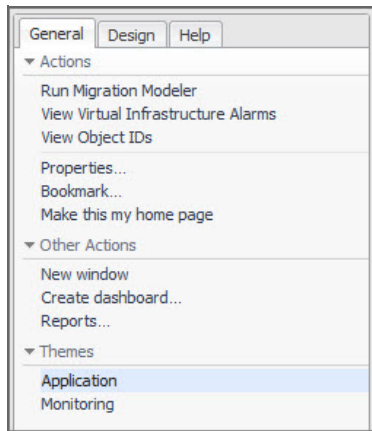 General Design Help
Actions
Run Migration Modeler
View Virtual Infrastructure Alarms
View Object IDs
Properties...
Bookmark...
Make this my home page
Other Actions
New window
Create dashboard...
Reports...
Themes
Application
Monitoring